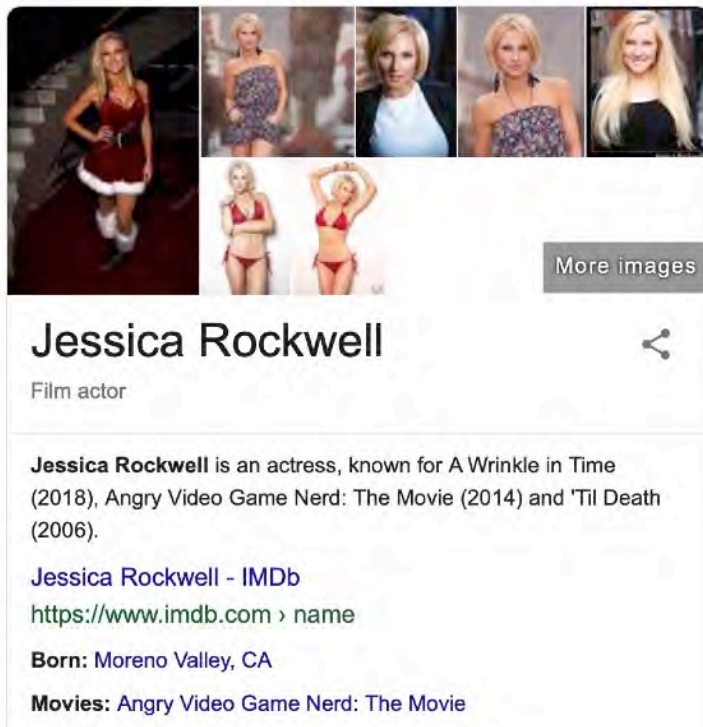 More images
Jessica Rockwell
Film actor
Jessica Rockwell is an actress, known for A Wrinkle in Time
(2018), Angry Video Game Nerd: The Movie (2014) and 'Til Death
(2006).
Jessica Rockwell - IMDb
https://www.imdb.com › name
Born: Moreno Valley, CA
Movies: Angry Video Game Nerd: The Movie